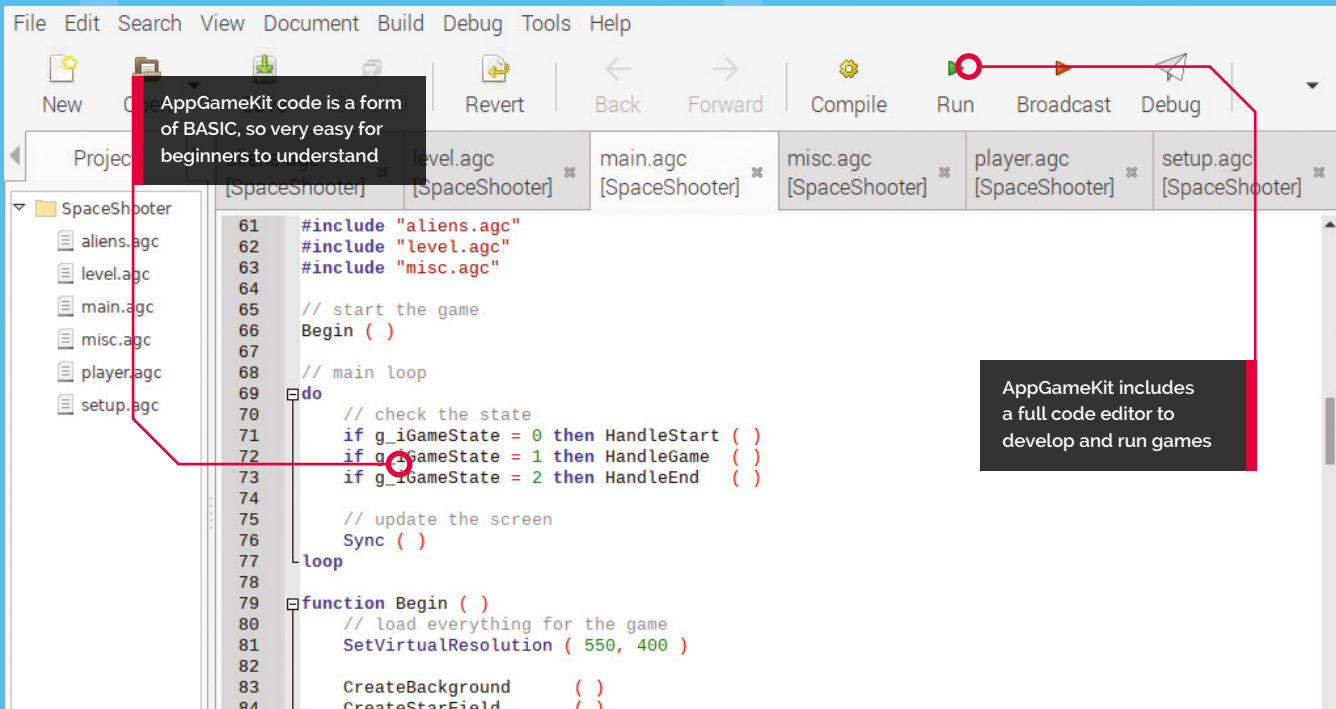 File Edit Search View Document Build Debug Tools Help
New Revert Back Forward Compile Run Broadcast Debug
AppGameKit code is a form
of BASIC, so very easy for
beginners to understand
level.agc main.agc misc.agc player.agc setup.agc
[SpaceShooter] [SpaceShooter] [SpaceShooter] [SpaceShooter] [SpaceShooter] [SpaceShooter]
SpaceShooter
aliens.agc
level.agc
main.agc
misc.agc
player.agc
setup.agc
61 #include "aliens.agc"
62 #include "level.agc"
63 #include "misc.agc"
64
65 // start the game
66 Begin ( )
67
68 // main loop
69 do
70 // check the state
71 if g_iGameState = 0 then HandleStart ( )
72 if g_iGameState = 1 then HandleGame ( )
73 if g_iGameState = 2 then HandleEnd ( )
74
75 // update the screen
76 Sync ( )
77 loop
78
79 function Begin ( )
80 // load everything for the game
81 SetVirtualResolution ( 550, 400 )
82
83 CreateBackground ( )
84 CreateStarField ( )
AppGameKit includes
a full code editor to
develop and run games